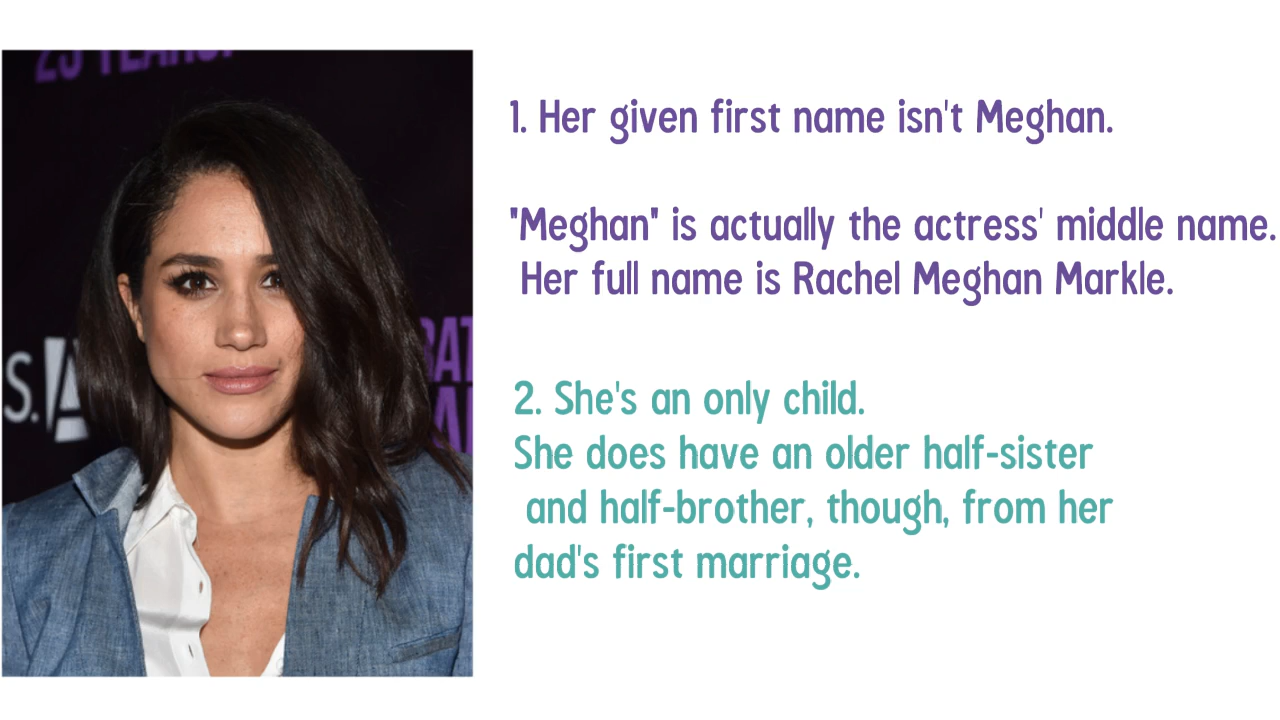 23 YEARS!
S.
1. Her given first name isn't Meghan.
"Meghan" is actually the actress' middle name.
Her full name is Rachel Meghan Markle.
2. She's an only child.
She does have an older half-sister
and half-brother, though, from her
dad's first marriage.